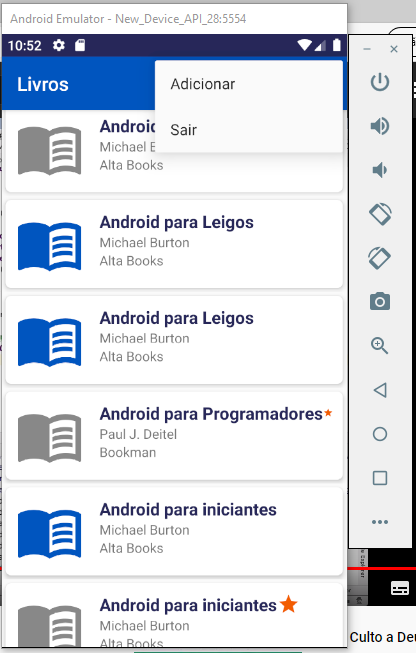 Android Emulator - New_Device_API_28:5554
10:52
Livros
Adicionar
Sair
Android
Michael B
Alta Books
Android para Leigos
Michael Burton
Alta Books
Android para Leigos
Michael Burton
Alta Books
Android para Programadores
Paul J. Deitel
Bookman
Android para iniciantes
Michael Burton
Alta Books
Android para iniciantes
Michael Burton
Alta Books
Culto a Deu